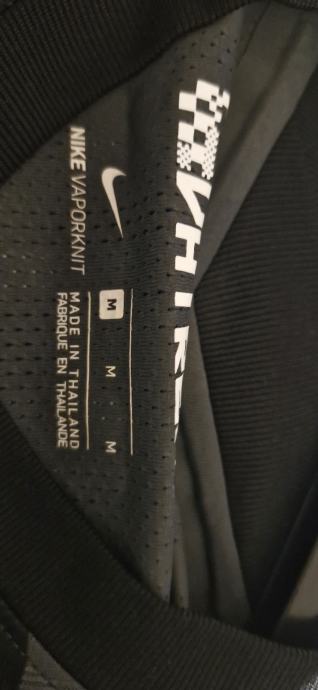 NIKE VAPORKNIT
M M M
MADE IN THAILAND
FABRIQUE EN THAILANDE